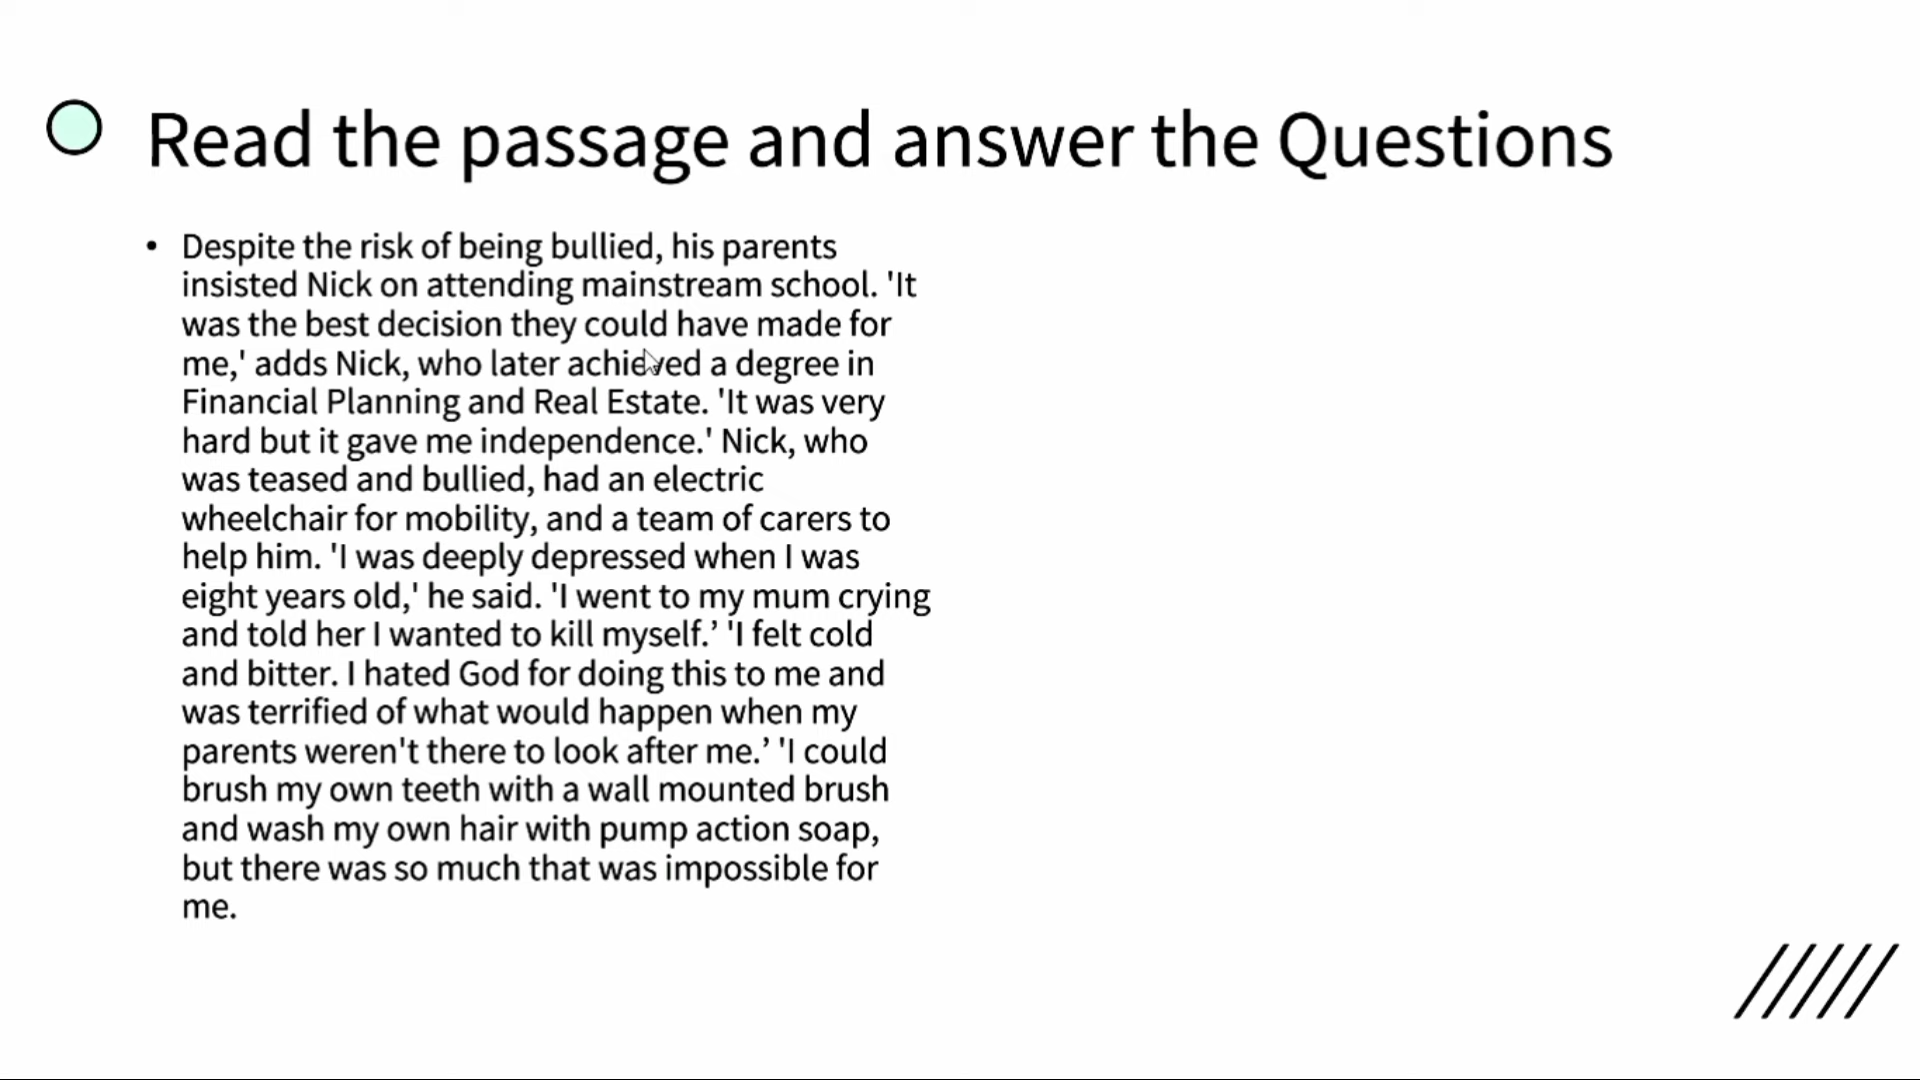 Read the passage and answer the Questions
• Despite the risk of being bullied, his parents
insisted Nick on attending mainstream school. 'It
was the best decision they could have made for
me,' adds Nick, who later achieved a degree in
Financial Planning and Real Estate. 'It was very
hard but it gave me independence.' Nick, who
was teased and bullied, had an electric
wheelchair for mobility, and a team of carers to
help him. 'I was deeply depressed when I was
eight years old,' he said. 'I went to my mum crying
and told her I wanted to kill myself.’ 'I felt cold
and bitter. I hated God for doing this to me and
was terrified of what would happen when my
parents weren't there to look after me.’ 'I could
brush my own teeth with a wall mounted brush
and wash my own hair with pump action soap,
but there was so much that was impossible for
me.